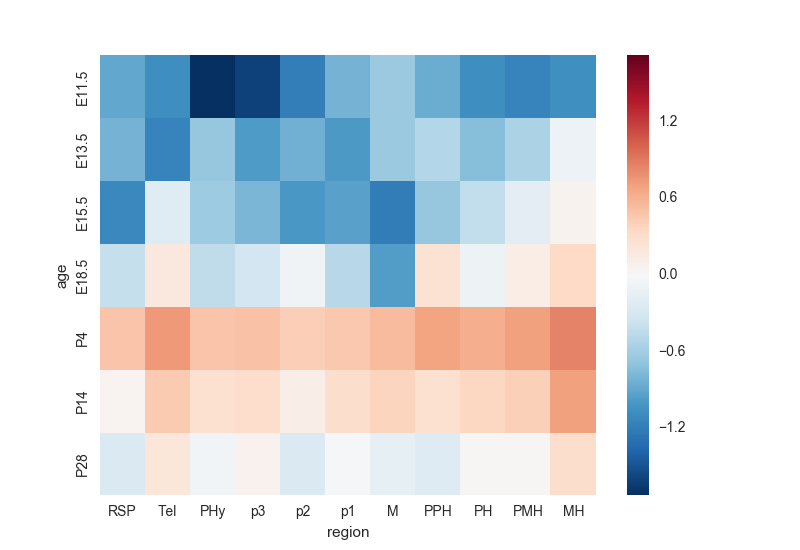 age
E11.5
E13.5
E15.5
E18.5
P4
P14
P28
RSP Tel PHy p3 p2 p1 M PPH PH PMH MH
region
1.2
0.6
0.0
−0.6
−1.2